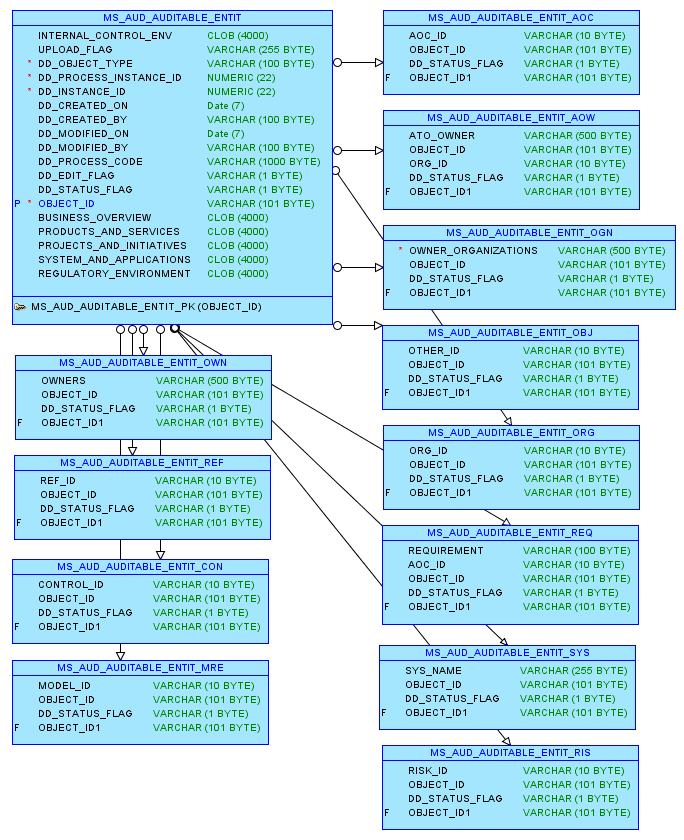 MS_AUD_AUDITABLE_ENTIT
INTERNAL_CONTROL_ENV CLOB (4000)
UPLOAD_FLAG VARCHAR (255 BYTE)
* DD_OBJECT_TYPE VARCHAR (100 BYTE)
* DD_PROCESS_INSTANCE_ID NUMERIC (22)
* DD_INSTANCE_ID NUMERIC (22)
DD_CREATED_ON Date (7)
DD_CREATED_BY VARCHAR (100 BYTE)
DD_MODIFIED_ON Date (7)
DD_MODIFIED_BY VARCHAR (100 BYTE)
DD_PROCESS_CODE VARCHAR (1000 BYTE)
DD_EDIT_FLAG VARCHAR (1 BYTE)
DD_STATUS_FLAG VARCHAR (1 BYTE)
P * OBJECT_ID VARCHAR (101 BYTE)
BUSINESS_OVERVIEW CLOB (4000)
PRODUCTS_AND_SERVICES CLOB (4000)
PROJECTS_AND_INITIATIVES CLOB (4000)
SYSTEM_AND_APPLICATIONS CLOB (4000)
REGULATORY_ENVIRONMENT CLOB (4000)
MS_AUD_AUDITABLE_ENTIT_PK (OBJECT_ID)
MS_AUD_AUDITABLE_ENTIT_OWN
OWNERS VARCHAR (500 BYTE)
OBJECT_ID VARCHAR (101 BYTE)
DD_STATUS_FLAG VARCHAR (1 BYTE)
F OBJECT_ID1 VARCHAR (101 BYTE)
MS_AUD_AUDITABLE_ENTIT_REF
REF_ID VARCHAR (10 BYTE)
OBJECT_ID VARCHAR (101 BYTE)
DD_STATUS_FLAG VARCHAR (1 BYTE)
F OBJECT_ID1 VARCHAR (101 BYTE)
MS_AUD_AUDITABLE_ENTIT_CON
CONTROL_ID VARCHAR (10 BYTE)
OBJECT_ID VARCHAR (101 BYTE)
DD_STATUS_FLAG VARCHAR (1 BYTE)
F OBJECT_ID1 VARCHAR (101 BYTE)
MS_AUD_AUDITABLE_ENTIT_MRE
MODEL_ID VARCHAR (10 BYTE)
OBJECT_ID VARCHAR (101 BYTE)
DD_STATUS_FLAG VARCHAR (1 BYTE)
F OBJECT_ID1 VARCHAR (101 BYTE)
MS_AUD_AUDITABLE_ENTIT_AOC
AOC_ID VARCHAR (10 BYTE)
OBJECT_ID VARCHAR (101 BYTE)
DD_STATUS_FLAG VARCHAR (1 BYTE)
F OBJECT_ID1 VARCHAR (101 BYTE)
MS_AUD_AUDITABLE_ENTIT_AOW
ATO_OWNER VARCHAR (500 BYTE)
OBJECT_ID VARCHAR (101 BYTE)
ORG_ID VARCHAR (10 BYTE)
DD_STATUS_FLAG VARCHAR (1 BYTE)
F OBJECT_ID1 VARCHAR (101 BYTE)
MS_AUD_AUDITABLE_ENTIT_OGN
* OWNER_ORGANIZATIONS VARCHAR (500 BYTE)
OBJECT_ID VARCHAR (101 BYTE)
DD_STATUS_FLAG VARCHAR (1 BYTE)
F OBJECT_ID1 VARCHAR (101 BYTE)
MS_AUD_AUDITABLE_ENTIT_OBJ
OTHER_ID VARCHAR (10 BYTE)
OBJECT_ID VARCHAR (101 BYTE)
DD_STATUS_FLAG VARCHAR (1 BYTE)
F OBJECT_ID1 VARCHAR (101 BYTE)
MS_AUD_AUDITABLE_ENTIT_ORG
ORG_ID VARCHAR (10 BYTE)
OBJECT_ID VARCHAR (101 BYTE)
DD_STATUS_FLAG VARCHAR (1 BYTE)
F OBJECT_ID1 VARCHAR (101 BYTE)
MS_AUD_AUDITABLE_ENTIT_REQ
REQUIREMENT VARCHAR (100 BYTE)
AOC_ID VARCHAR (10 BYTE)
OBJECT_ID VARCHAR (101 BYTE)
DD_STATUS_FLAG VARCHAR (1 BYTE)
F OBJECT_ID1 VARCHAR (101 BYTE)
MS_AUD_AUDITABLE_ENTIT_SYS
SYS_NAME VARCHAR (255 BYTE)
OBJECT_ID VARCHAR (101 BYTE)
DD_STATUS_FLAG VARCHAR (1 BYTE)
F OBJECT_ID1 VARCHAR (101 BYTE)
MS_AUD_AUDITABLE_ENTIT_RIS
RISK_ID VARCHAR (10 BYTE)
OBJECT_ID VARCHAR (101 BYTE)
DD_STATUS_FLAG VARCHAR (1 BYTE)
F OBJECT_ID1 VARCHAR (101 BYTE)